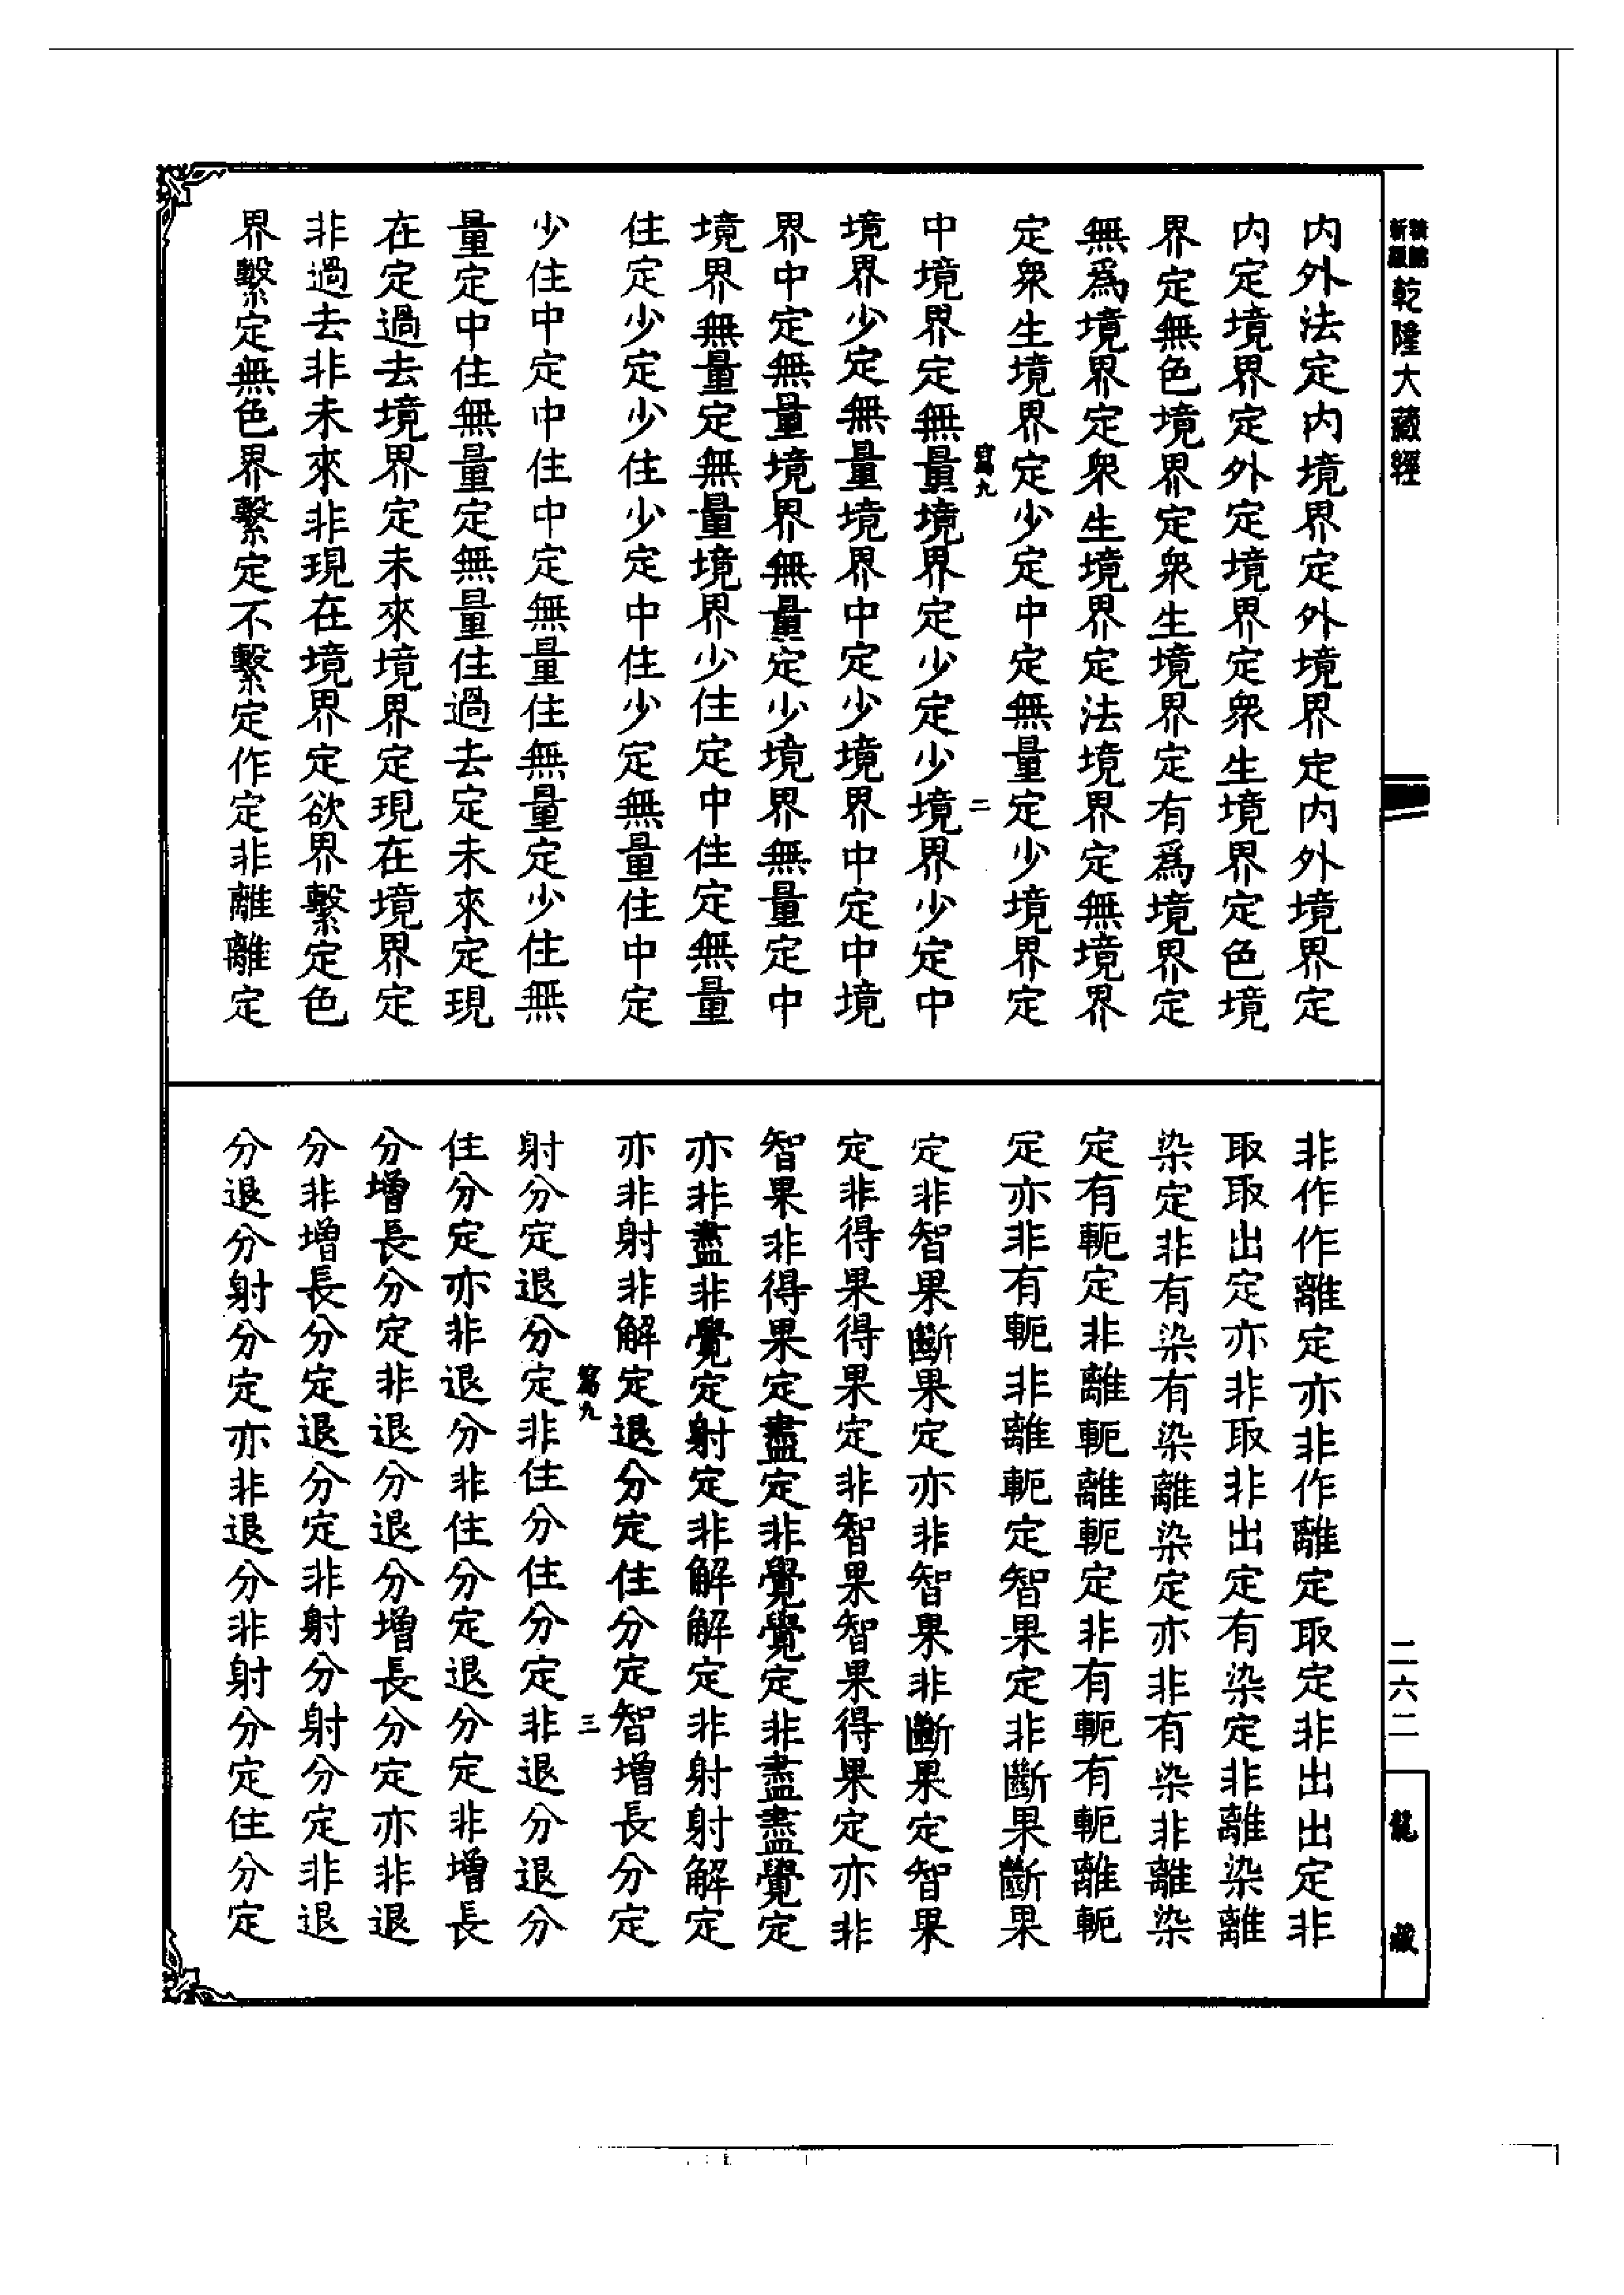 乾隆大藏經
內外法定內境界定外境界定內外境界定
內定境界定外定境界定衆生境界定色境
界定無色境界定衆生境界定有爲境界定
無爲境界定衆生境界定法境界定無境界
定衆生境界定少定中定無量定少境界定
二
中境界定無量境界定少定少境界少定中
境界少定無量境界中定少境界中定中境
界中定無量境界無量定少境界無量定中
境界無量定無量境界少住定中住定無量
住定少定少住少定中住少定無量住中定
少住中定中住中定無量住無量定少住無
量定中住無量定無量住過去定未來定現
在定過去境界定未來境界定現在境界定
非過去非未來非現在境界定欲界繫定色
界繫定無色界繫定不繫定作定非離離定
非作作離定亦非作離定取定非出出定非
取取出定亦非取非出定有染定非離染離
染定非有染有染離染定亦非有染非離染
定有軛定非離軛離軛定非有軛有軛離軛
定亦非有軛非離軛定智果定非斷果斷果
定非智果斷果定亦非智果非斷果定智果
定非得果得果定非智果智果得果定亦非
智果非得果定盡定非覺覺定非盡盡覺定
亦非盡非覺定射定非解解定非射射解定
亦非射非解定退分定住分定智增長分定
三
射分定退分定非住分住分定非退分退分
住分定亦非退分非住分定退分定非增長
分增長分定非退分退分增長分定亦非退
分非增長分定退分定非射分射分定非退
分退分射分定亦非退分非射分定住分定
二六二
龍藏